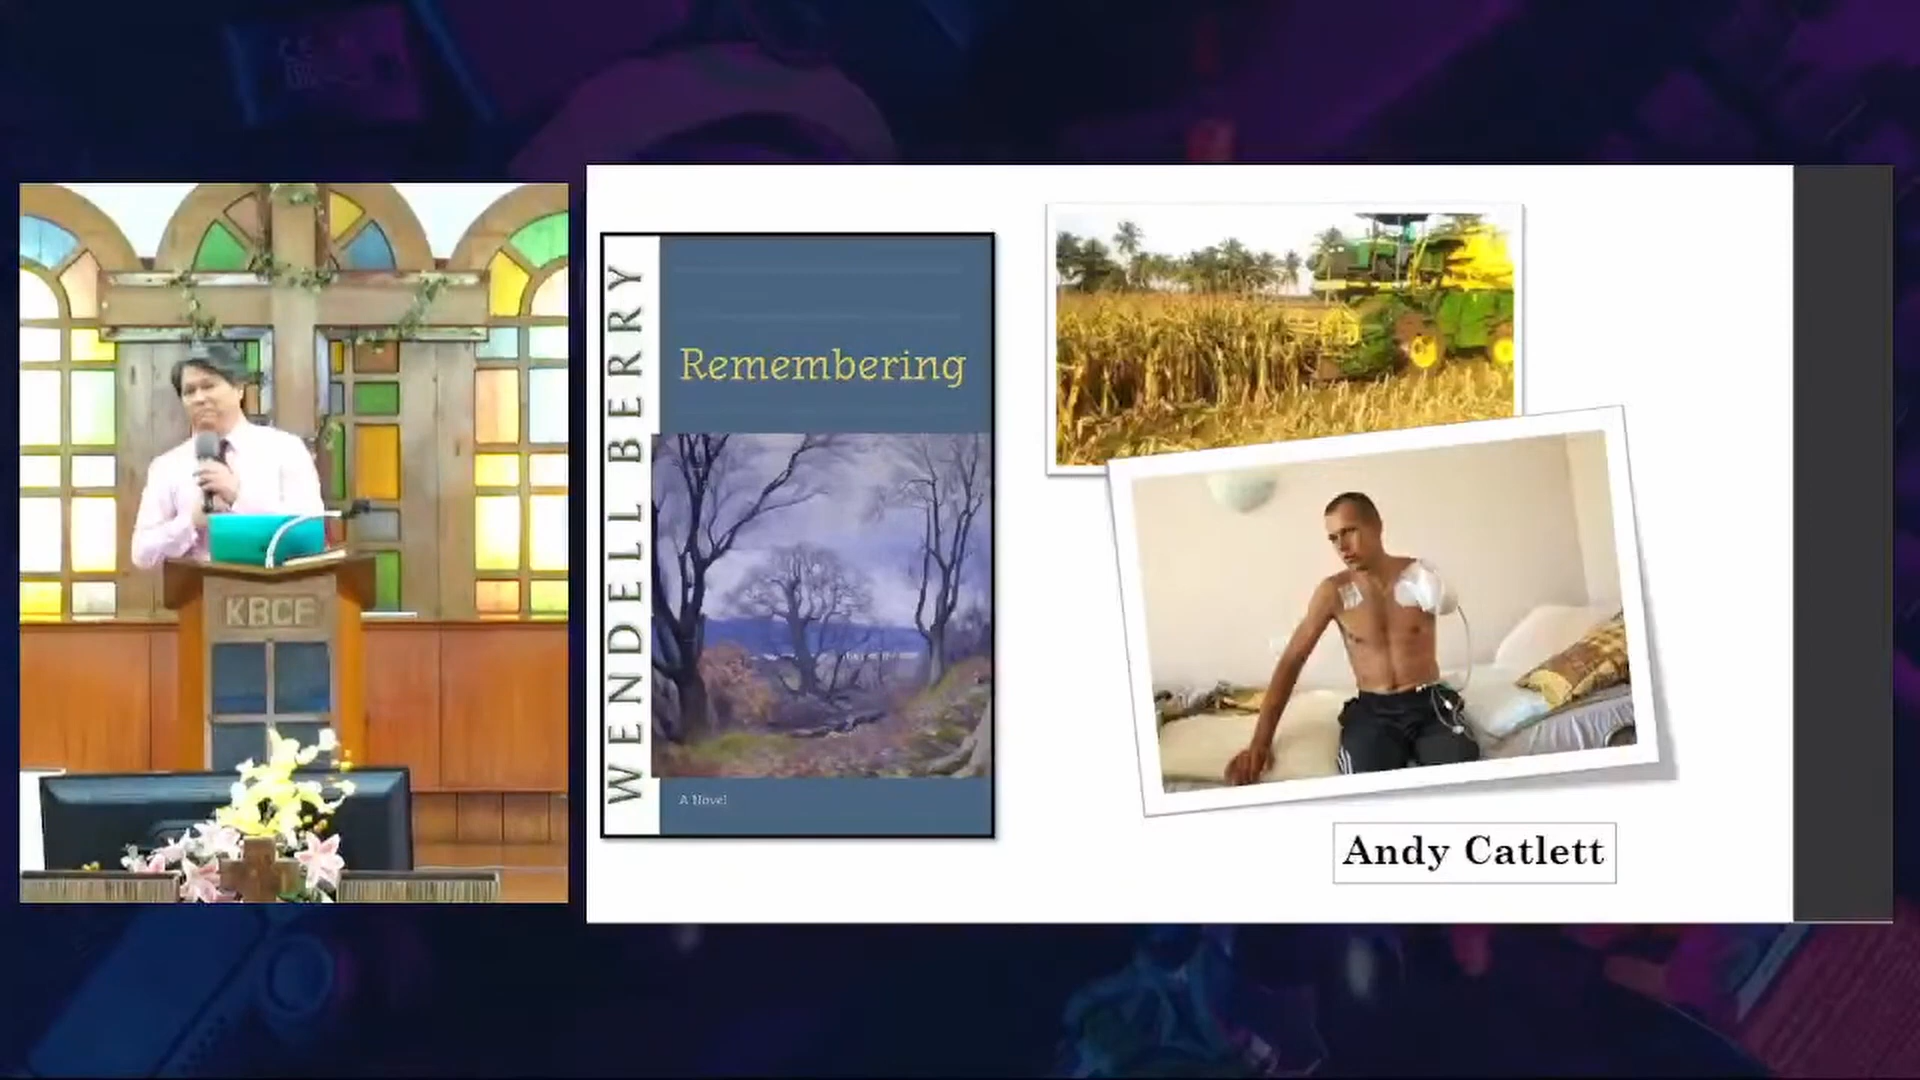 KBCF
WENDELL BERRY
Remembering
A Novel
Andy Catlett